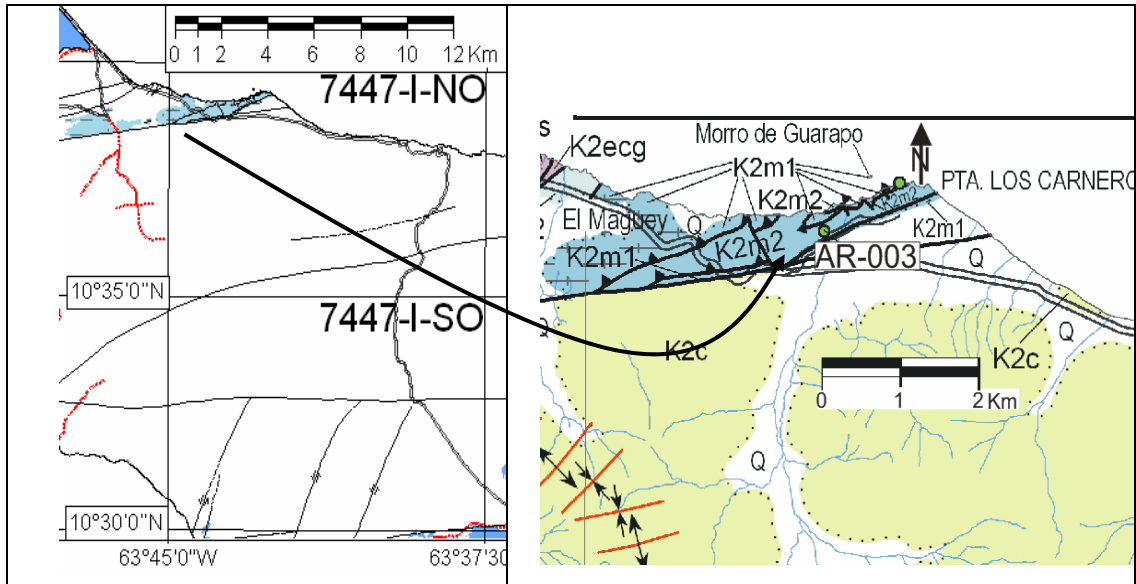 0 1 2 4 6 8 10 12 Km
7447-I-NO
10°35'0"N
7447-I-SO
10°30'0"N
63°45'0"W
63°37'30
S
K2ecg
Morro de Guarapo
N
K2m1
PTA. LOS CARNERO
K2m2
K2m2
El Maguey
Q
K2m1
K2m2
K2m1
AR-003
Q
K2c
Q
K2c
0 1 2 Km
Q